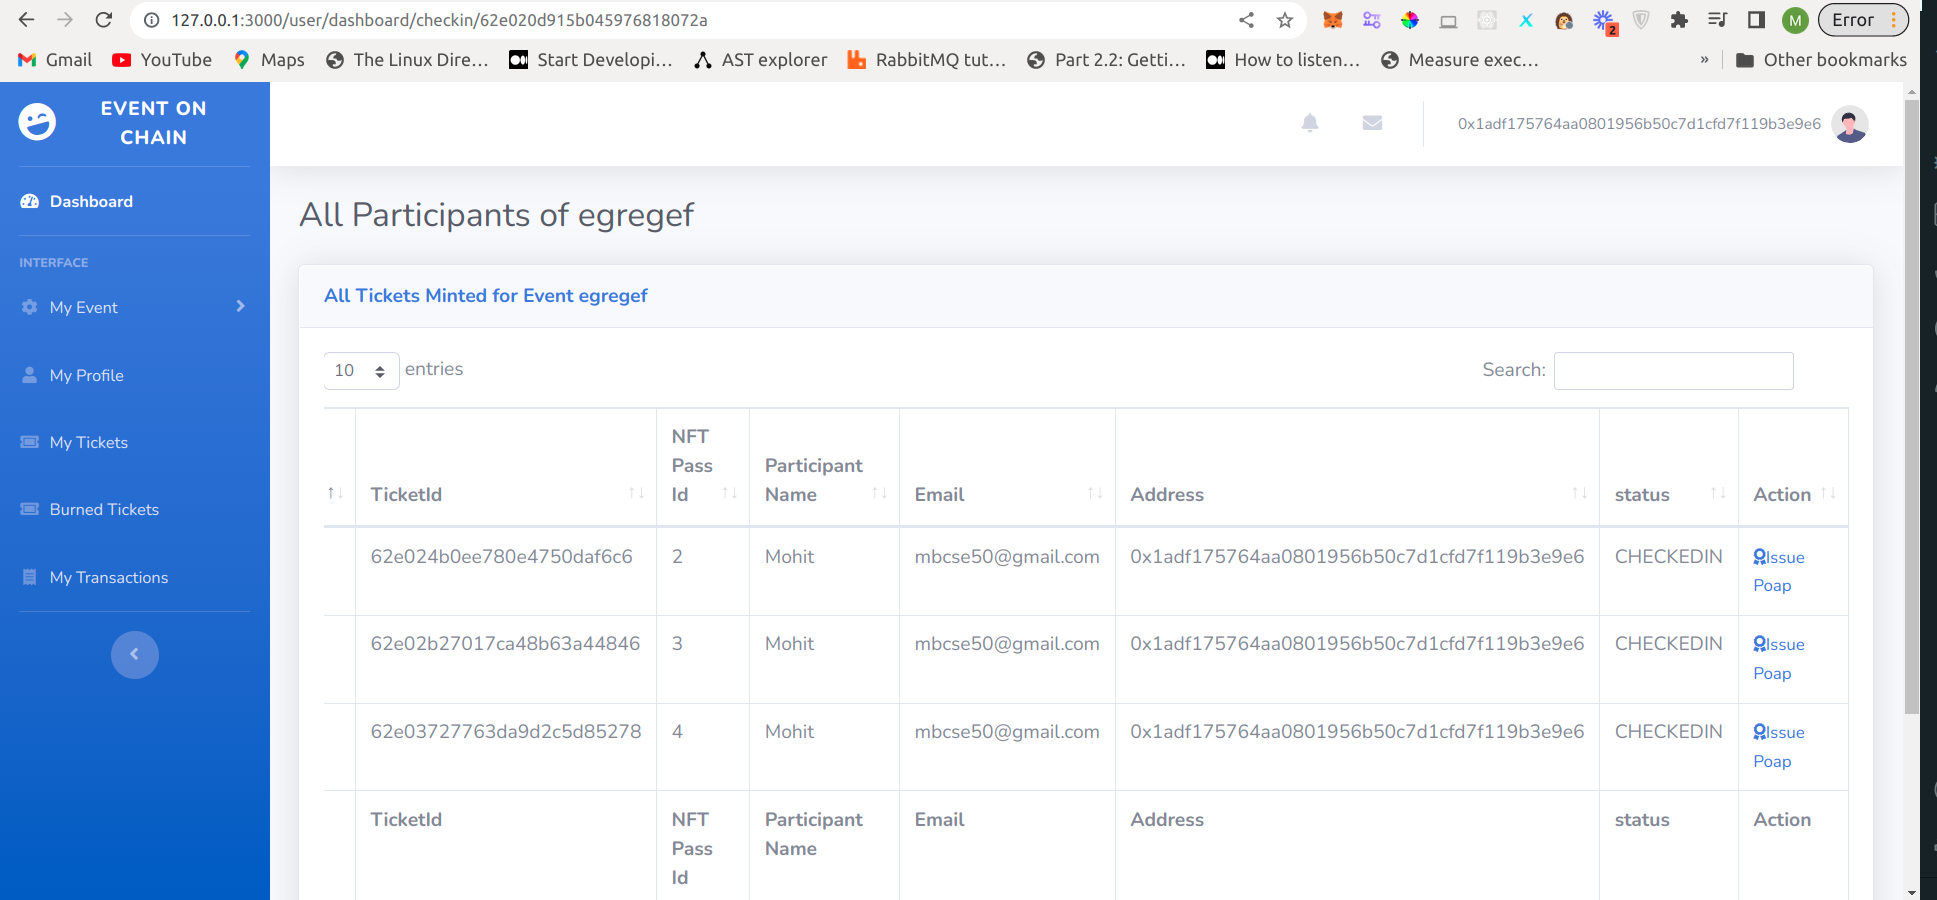 127.0.0.1:3000/user/dashboard/checkin/62e020d915b045976818072a
2
M
Error
Gmail
YouTube
Maps
The Linux Dire...
Start Developi...
AST explorer
RabbitMQ tut...
Part 2.2: Getti...
How to listen...
Measure exec...
»
Other bookmarks
EVENT ON
CHAIN
0x1adf175764aa0801956b50c7d1cfd7f119b3e9e6
Dashboard
INTERFACE
My Event
My Profile
My Tickets
Burned Tickets
My Transactions
All Participants of egregef
All Tickets Minted for Event egregef
10 entries
Search:
TicketId
NFT
Pass
Id
Participant
Name
Email
Address
status
Action
62e024b0ee780e4750daf6c6 2 Mohit mbcse50@gmail.com 0x1adf175764aa0801956b50c7d1cfd7f119b3e9e6 CHECKEDIN Issue
Poap
62e02b27017ca48b63a44846 3 Mohit mbcse50@gmail.com 0x1adf175764aa0801956b50c7d1cfd7f119b3e9e6 CHECKEDIN Issue
Poap
62e03727763da9d2c5d85278 4 Mohit mbcse50@gmail.com 0x1adf175764aa0801956b50c7d1cfd7f119b3e9e6 CHECKEDIN Issue
Poap
TicketId
NFT
Pass
Id
Participant
Name
Email
Address
status
Action